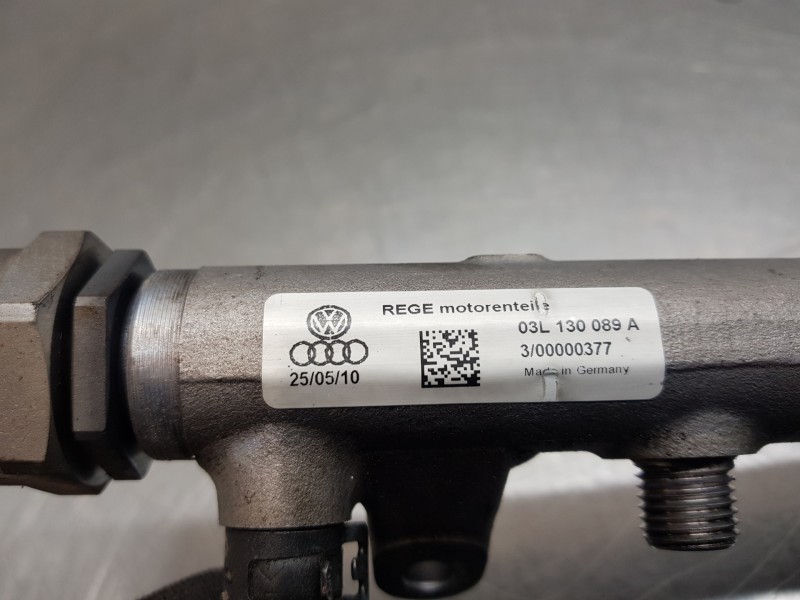 REGE motorenteile
03L 130 089 A
3/00000377
25/05/10
Made in Germany